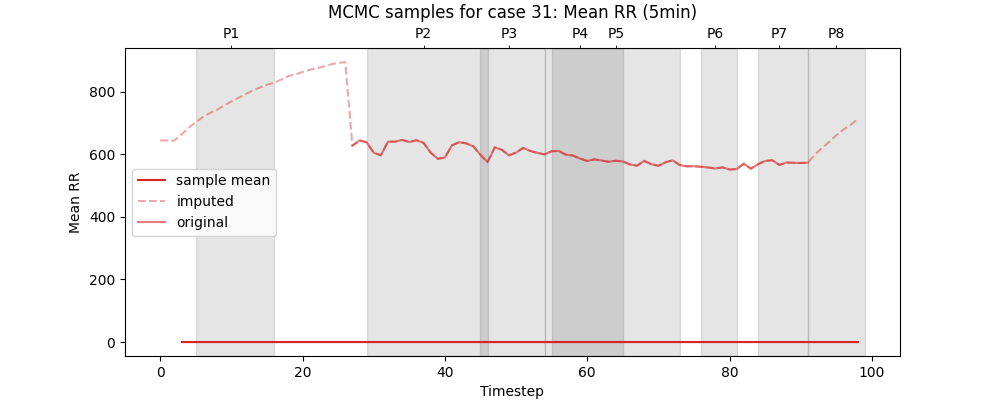 MCMC samples for case 31: Mean RR (5min)
P1 P2 P3 P4 P5 P6 P7 P8
800
600
400
200
0
Mean RR
sample mean
imputed
original
0 20 40 60 80 100
Timestep